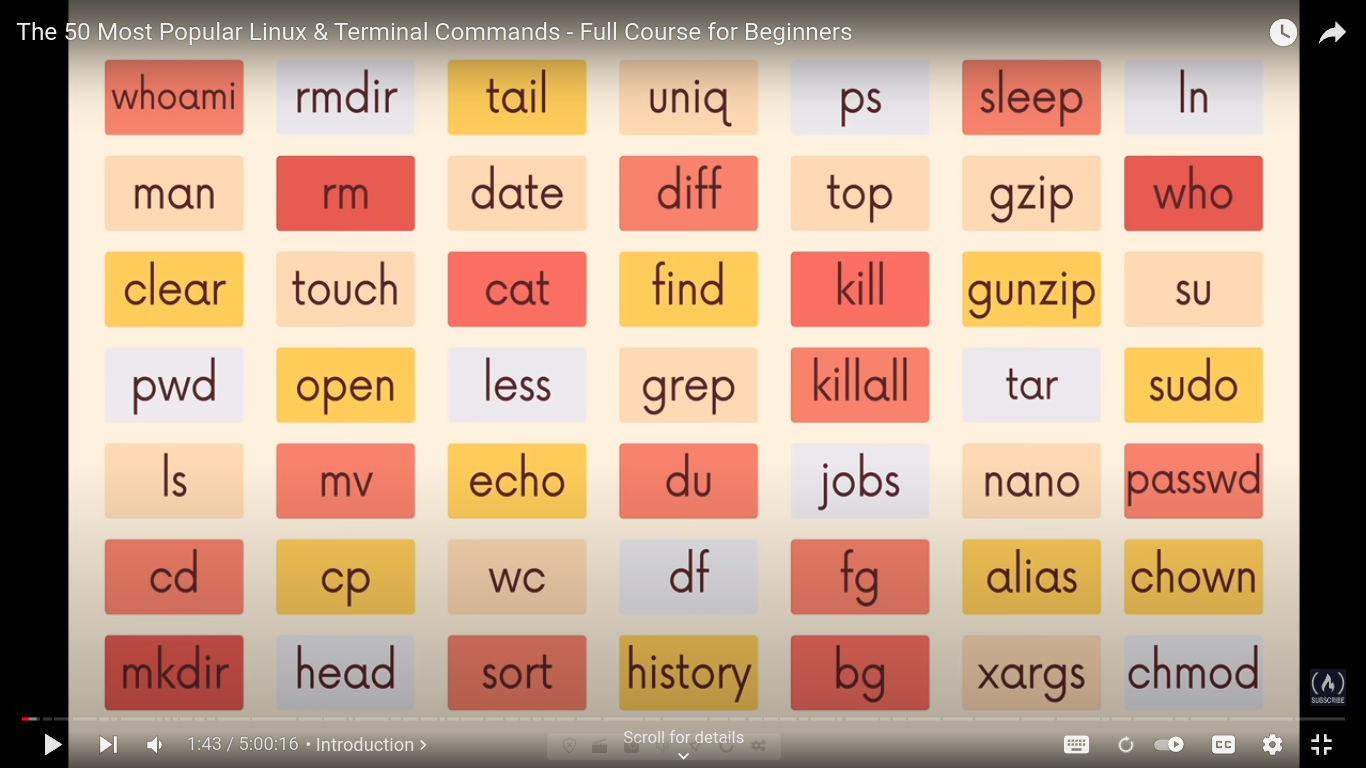 The 50 Most Popular Linux & Terminal Commands - Full Course for Beginners
whoami rmdir tail uniq ps sleep ln
man rm date diff top gzip who
clear touch cat find kill gunzip su
pwd open less grep killall tar sudo
ls mv echo du jobs nano passwd
cd cp wc df fg alias chown
mkdir head sort history bg xargs chmod
SUBSCRIBE
Scroll for details
1:43 / 5:00:16 • Introduction
CC